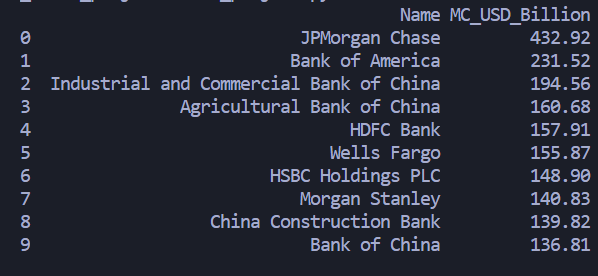 Name MC_USD_Billion
0 JPMorgan Chase 432.92
1 Bank of America 231.52
2 Industrial and Commercial Bank of China 194.56
3 Agricultural Bank of China 160.68
4 HDFC Bank 157.91
5 Wells Fargo 155.87
6 HSBC Holdings PLC 148.90
7 Morgan Stanley 140.83
8 China Construction Bank 139.82
9 Bank of China 136.81